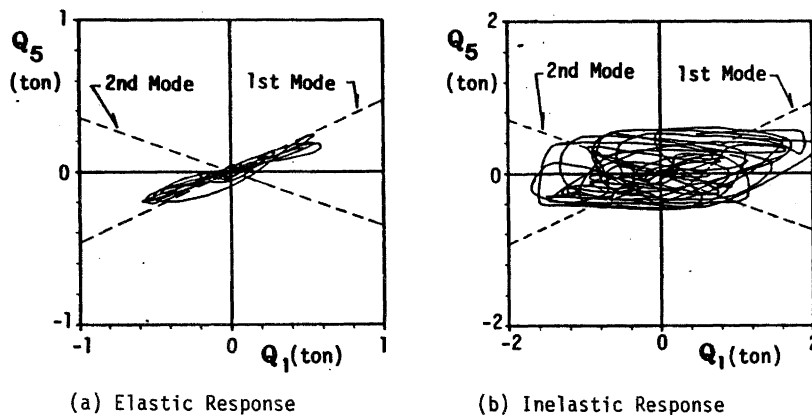 1
Q5
(ton)
2nd Mode
1st Mode
0
-1
-1
0
1
Q1(ton)
(a) Elastic Response
2
Q5
(ton)
2nd Mode
1st Mode
0
-2
-2
0
2
Q1(ton)
(b) Inelastic Response